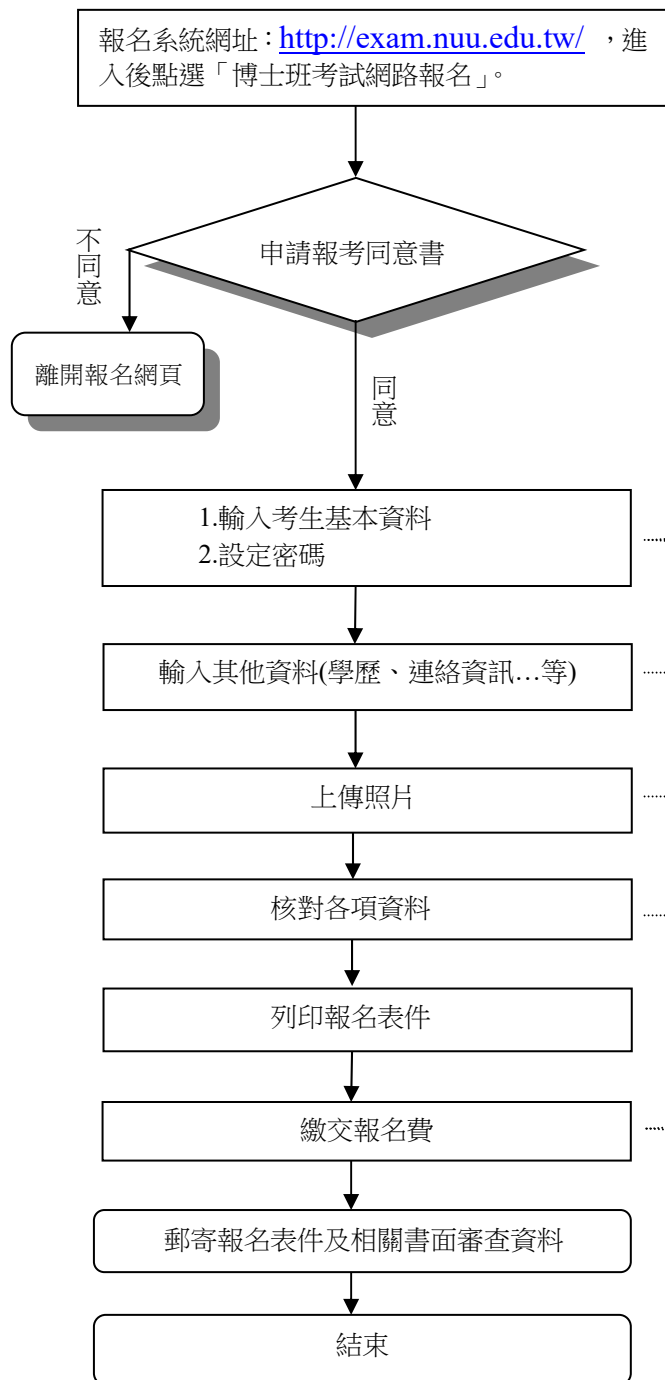 報名系統網址：http://exam.nuu.edu.tw/ ，進
入後點選「博士班考試網路報名」。
申請報考同意書
不同意
離開報名網頁
同意
1.輸入考生基本資料
2.設定密碼
輸入其他資料(學歷、連絡資訊…等)
上傳照片
核對各項資料
列印報名表件
繳交報名費
郵寄報名表件及相關書面審查資料
結束